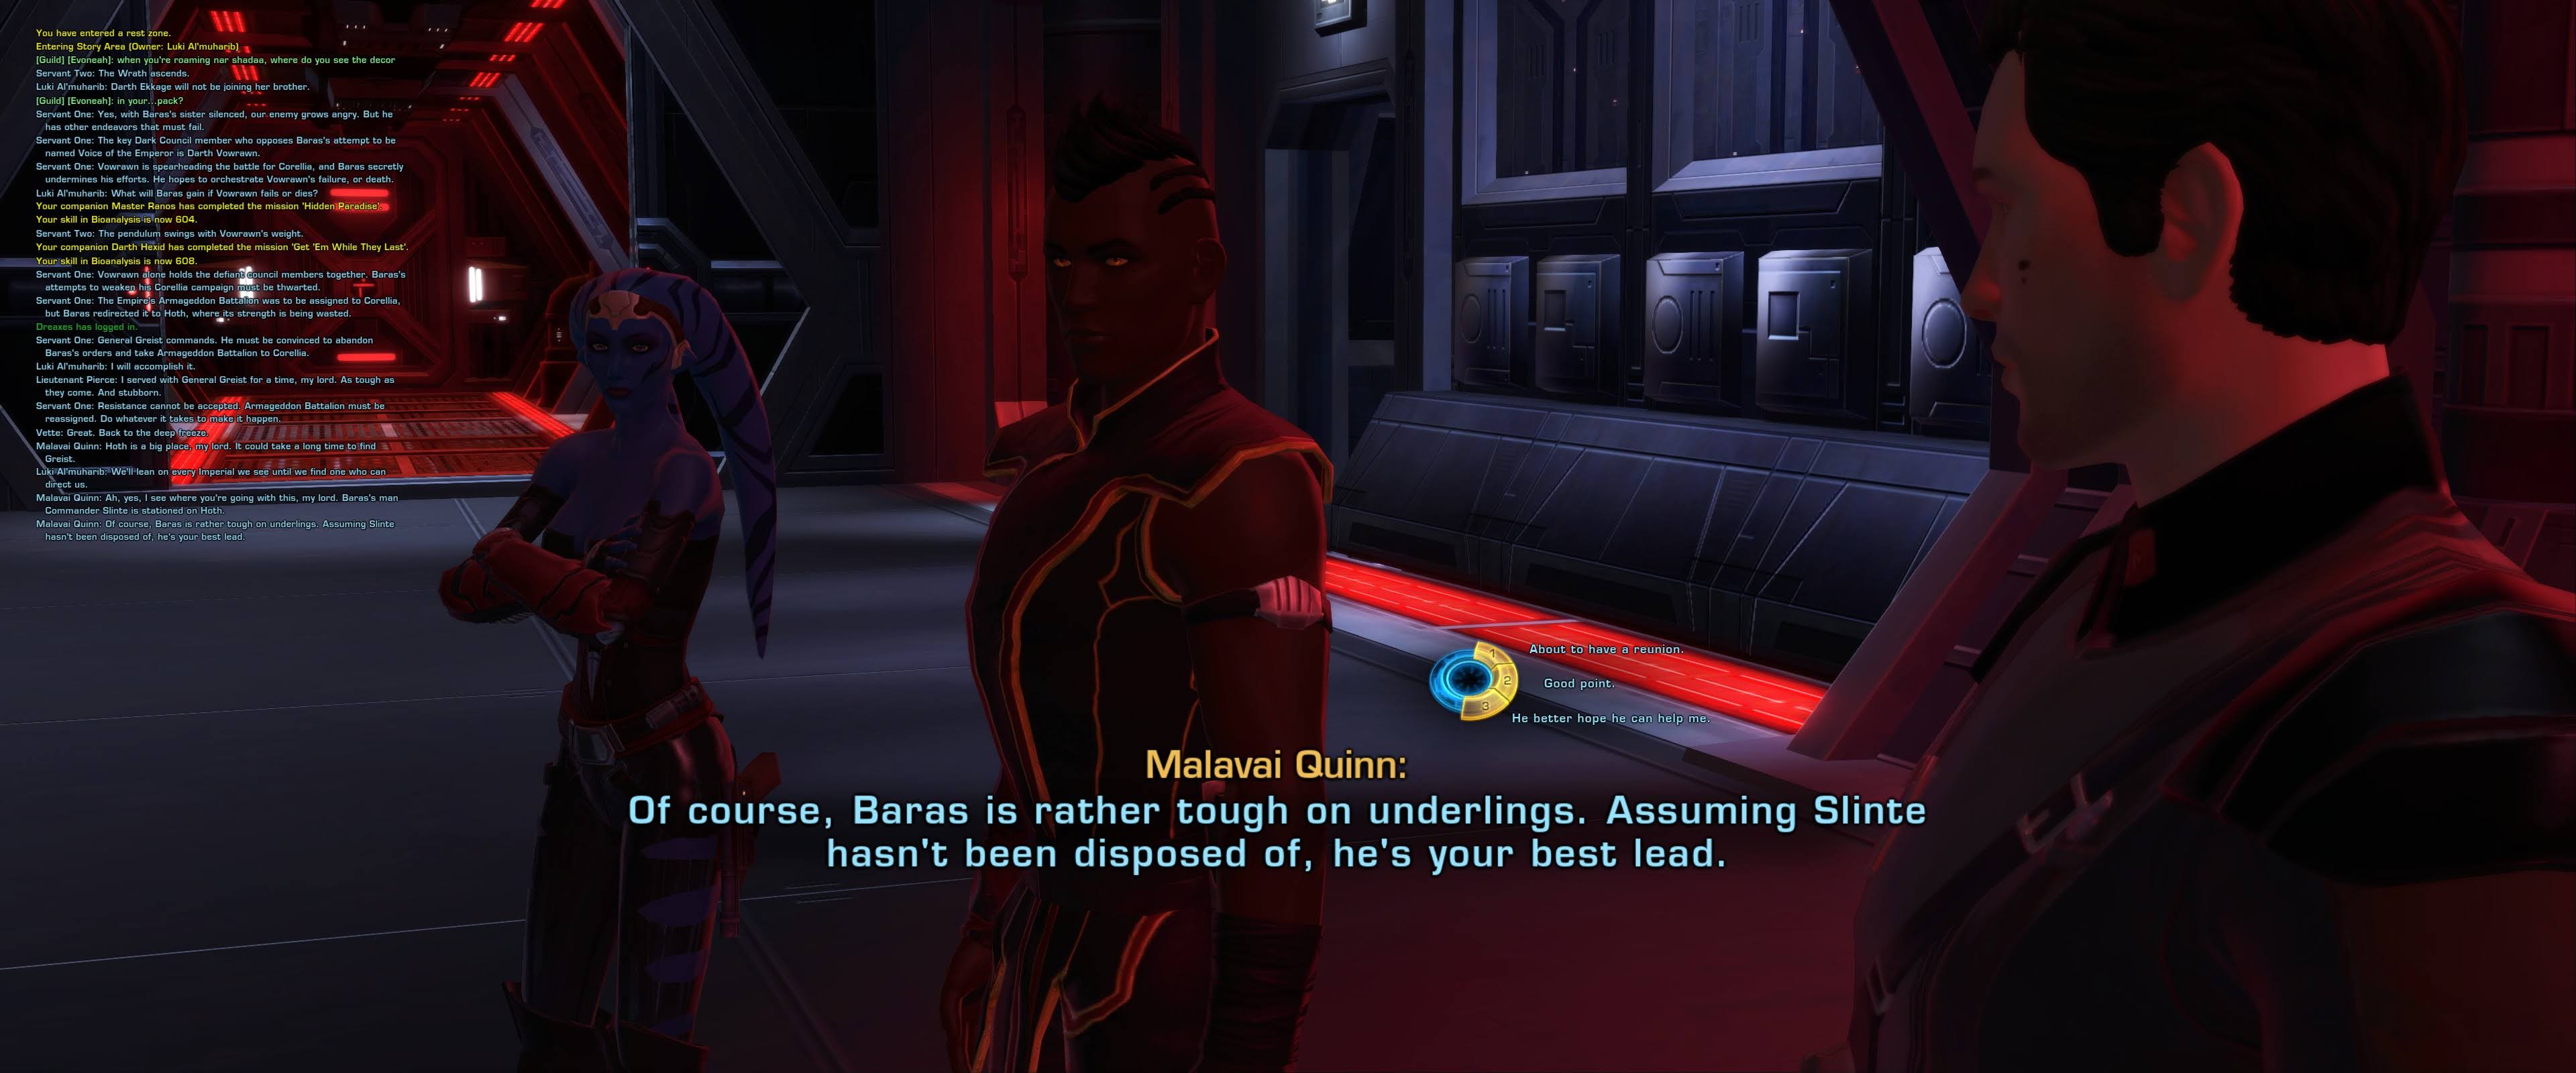 You have entered a rest zone.
Entering Story Area (Owner: Luki Al'muharib)
[Guild] [Evoneah]: when you're roaming nar shadaa, where do you see the decor
Servant Two: The Wrath ascends.
Luki Al'muharib: Darth Ekkage will not be joining her brother.
[Guild] [Evoneah]: in your...pack?
Servant One: Yes, with Baras's sister silenced, our enemy grows angry. But he
has other endeavors that must fail.
Servant One: The key Dark Council member who opposes Baras's attempt to be
named Voice of the Emperor is Darth Vowrawn.
Servant One: Vowrawn is spearheading the battle for Corellia, and Baras secretly
undermines his efforts. He hopes to orchestrate Vowrawn's failure, or death.
Luki Al'muharib: What will Baras gain if Vowrawn fails or dies?
Your companion Master Ranos has completed the mission 'Hidden Paradise'.
Your skill in Bioanalysis is now 604.
Servant Two: The pendulum swings with Vowrawn's weight.
Your companion Darth Hexid has completed the mission 'Get 'Em While They Last'.
Your skill in Bioanalysis is now 608.
Servant One: Vowrawn alone holds the defiant council members together. Baras's
attempts to weaken his Corellia campaign must be thwarted.
Servant One: The Empire's Armageddon Battalion was to be assigned to Corellia,
but Baras redirected it to Hoth, where its strength is being wasted.
Dreaxes has logged in.
Servant One: General Greist commands. He must be convinced to abandon
Baras's orders and take Armageddon Battalion to Corellia.
Luki Al'muharib: I will accomplish it.
Lieutenant Pierce: I served with General Greist for a time, my lord. As tough as
they come. And stubborn.
Servant One: Resistance cannot be accepted. Armageddon Battalion must be
reassigned. Do whatever it takes to make it happen.
Vette: Great. Back to the deep freeze.
Malavai Quinn: Hoth is a big place, my lord. It could take a long time to find
Greist.
Luki Al'muharib: We'll lean on every Imperial we see until we find one who can
direct us.
Malavai Quinn: Ah, yes, I see where you're going with this, my lord. Baras's man
Commander Slinte is stationed on Hoth.
Malavai Quinn: Of course, Baras is rather tough on underlings. Assuming Slinte
hasn't been disposed of, he's your best lead.
1 About to have a reunion.
2 Good point.
3 He better hope he can help me.
Malavai Quinn:
Of course, Baras is rather tough on underlings. Assuming Slinte
hasn't been disposed of, he's your best lead.